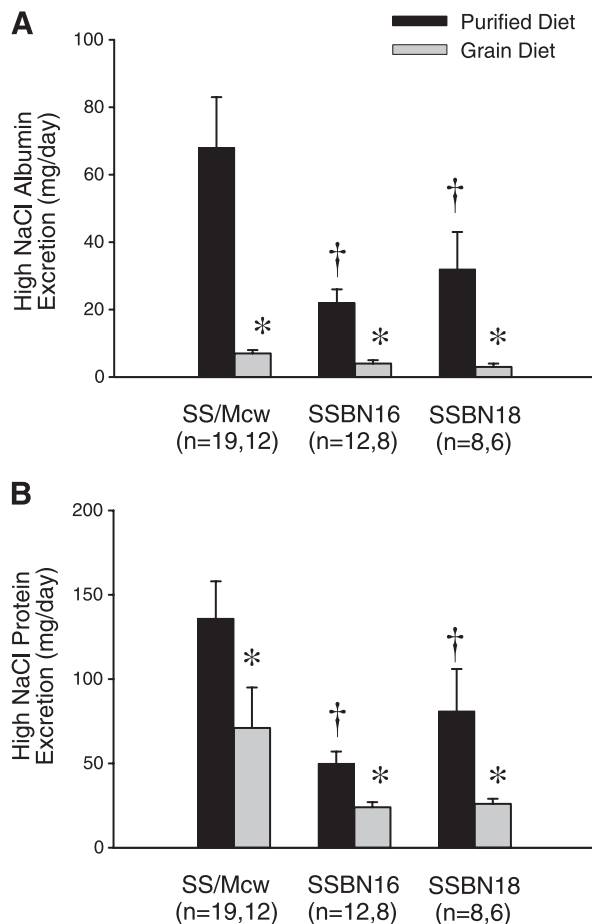 A
Purified Diet
Grain Diet
High NaCl Albumin
Excretion (mg/day)
100
80
60
40
20
0
†
†
*
*
*
SS/Mcw
SSBN16
SSBN18
(n=19,12)
(n=12,8)
(n=8,6)
B
High NaCl Protein
Excretion (mg/day)
200
150
100
50
0
*
†
*
†
*
SS/Mcw
SSBN16
SSBN18
(n=19,12)
(n=12,8)
(n=8,6)